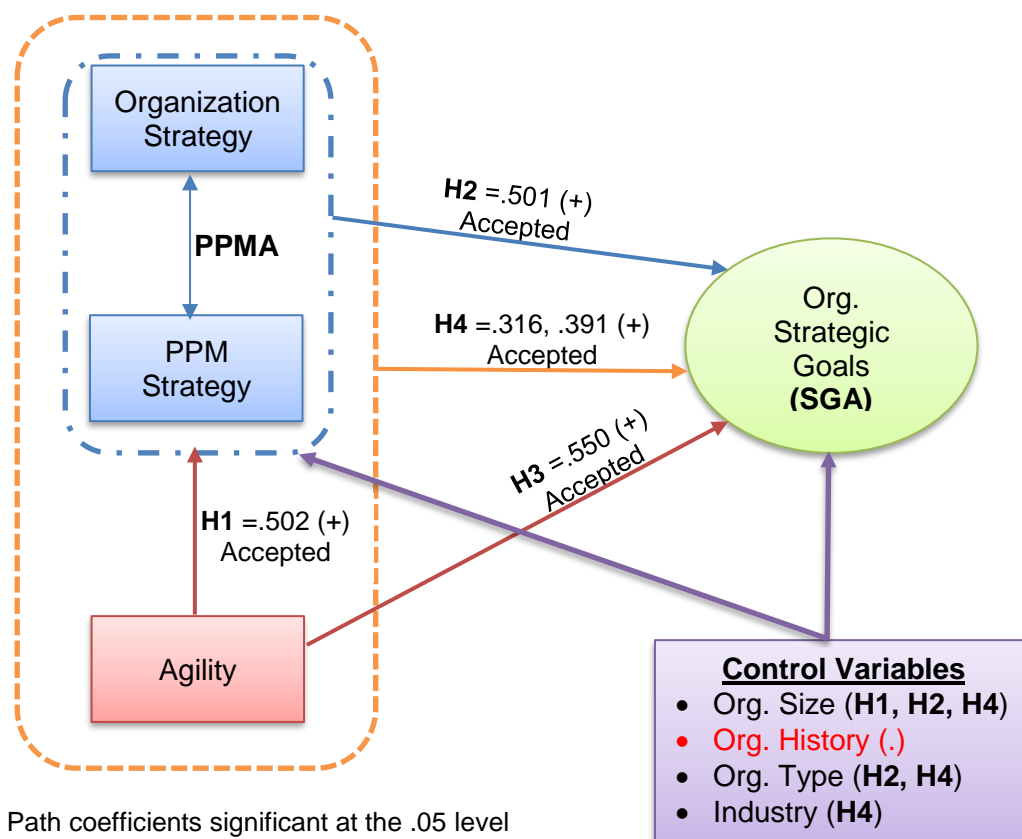 Organization
Strategy
PPMA
PPM
Strategy
H1 =.502 (+)
Accepted
Agility
H2 =.501 (+)
Accepted
H4 =.316, .391 (+)
Accepted
H3 =.550 (+)
Accepted
Org.
Strategic
Goals
(SGA)
Control Variables
• Org. Size (H1, H2, H4)
• Org. History (.)
• Org. Type (H2, H4)
• Industry (H4)
Path coefficients significant at the .05 level